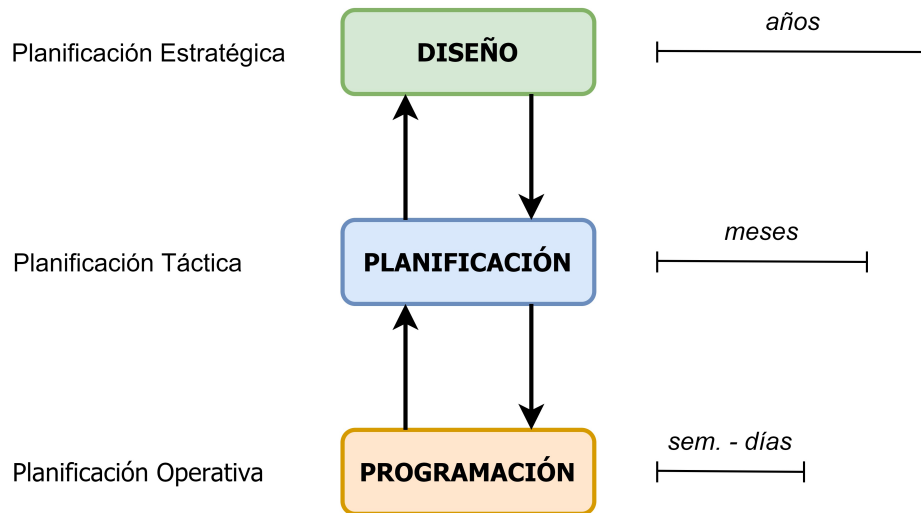 Planificación Estratégica
DISEÑO
años
Planificación Táctica
PLANIFICACIÓN
meses
Planificación Operativa
PROGRAMACIÓN
sem. - días